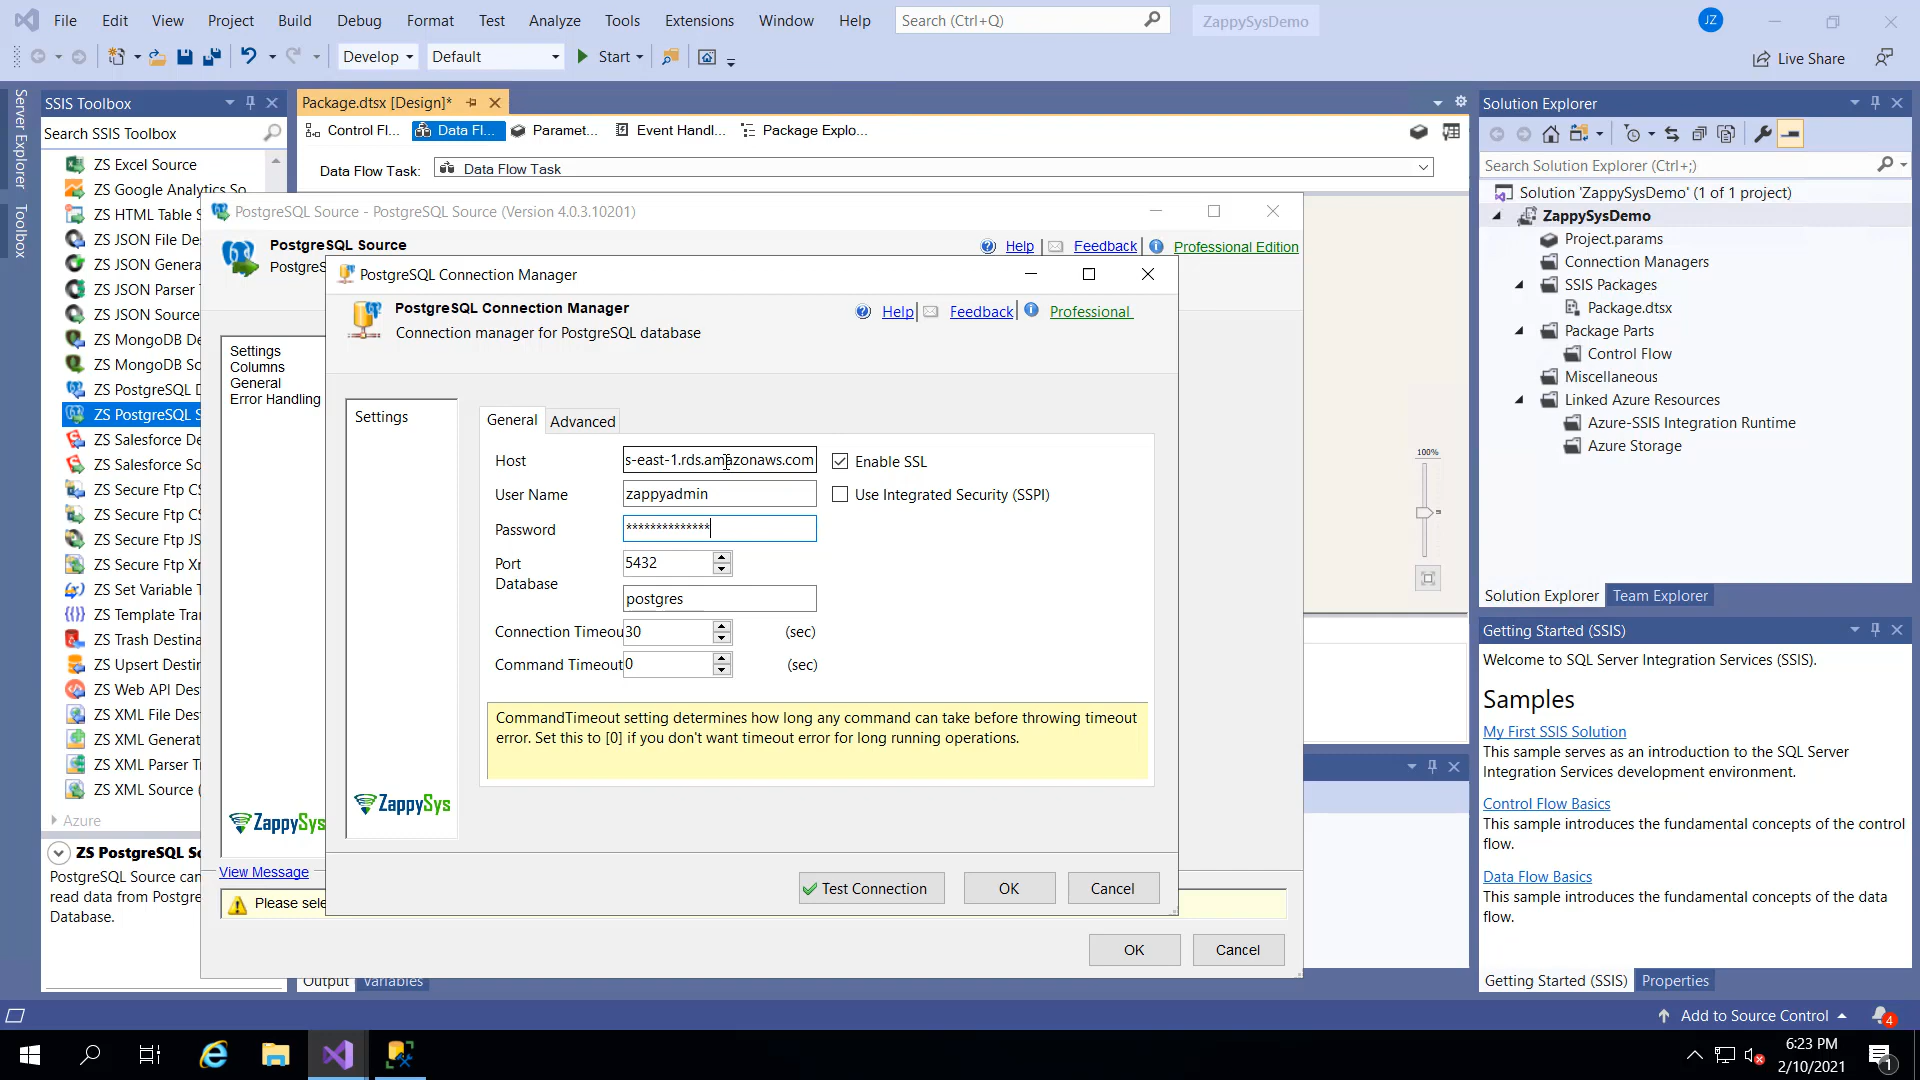 File Edit View Project Build Debug Format Test Analyze Tools Extensions Window Help Search (Ctrl+Q) ZappySysDemo JZ
Develop Default Start Live Share
Server Explorer
Toolbox
SSIS Toolbox
Search SSIS Toolbox
ZS Excel Source
ZS Google Analytics So
ZS HTML Table S
ZS JSON File De
ZS JSON Genera
ZS JSON Parser T
ZS JSON Source
ZS MongoDB De
ZS MongoDB So
ZS PostgreSQL D
ZS PostgreSQL S
ZS Salesforce De
ZS Salesforce So
ZS Secure Ftp CS
ZS Secure Ftp CS
ZS Secure Ftp JS
ZS Secure Ftp Xm
ZS Set Variable T
ZS Template Tra
ZS Trash Destina
ZS Upsert Destin
ZS Web API Des
ZS XML File Des
ZS XML Generat
ZS XML Parser T
ZS XML Source (
Azure
ZS PostgreSQL So
PostgreSQL Source can
read data from Postgre
Database.
Package.dtsx [Design]*
Control Fl... Data Fl... Paramet... Event Handl... Package Explo...
Data Flow Task: Data Flow Task
PostgreSQL Source - PostgreSQL Source (Version 4.0.3.10201)
PostgreSQL Source
PostgreS
Help Feedback Professional Edition
Settings
Columns
General
Error Handling
ZappySys
View Message
Please sele
OK Cancel
PostgreSQL Connection Manager
PostgreSQL Connection Manager
Connection manager for PostgreSQL database
Help Feedback Professional
Settings
ZappySys
General Advanced
Host s-east-1.rds.amazonaws.com Enable SSL
User Name zappyadmin Use Integrated Security (SSPI)
Password **************
Port 5432
Database postgres
Connection Timeou 30 (sec)
Command Timeout 0 (sec)
CommandTimeout setting determines how long any command can take before throwing timeout
error. Set this to [0] if you don't want timeout error for long running operations.
Test Connection OK Cancel
100%
Output Variables
Solution Explorer
Search Solution Explorer (Ctrl+;)
Solution 'ZappySysDemo' (1 of 1 project)
ZappySysDemo
Project.params
Connection Managers
SSIS Packages
Package.dtsx
Package Parts
Control Flow
Miscellaneous
Linked Azure Resources
Azure-SSIS Integration Runtime
Azure Storage
Solution Explorer Team Explorer
Getting Started (SSIS)
Welcome to SQL Server Integration Services (SSIS).
Samples
My First SSIS Solution
This sample serves as an introduction to the SQL Server
Integration Services development environment.
Control Flow Basics
This sample introduces the fundamental concepts of the control
flow.
Data Flow Basics
This sample introduces the fundamental concepts of the data
flow.
Getting Started (SSIS) Properties
Add to Source Control 4
6:23 PM
2/10/2021
1